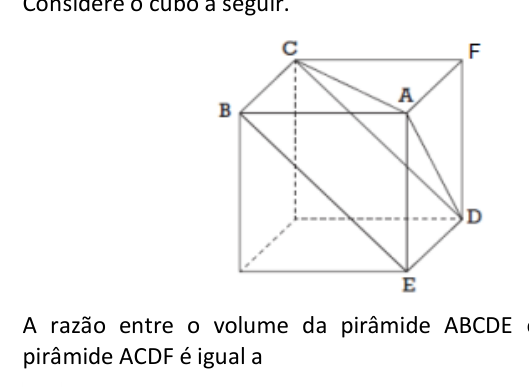 Considere o cubo a seguir.
C
F
A
B
D
E
A razão entre o volume da pirâmide ABCDE
pirâmide ACDF é igual a